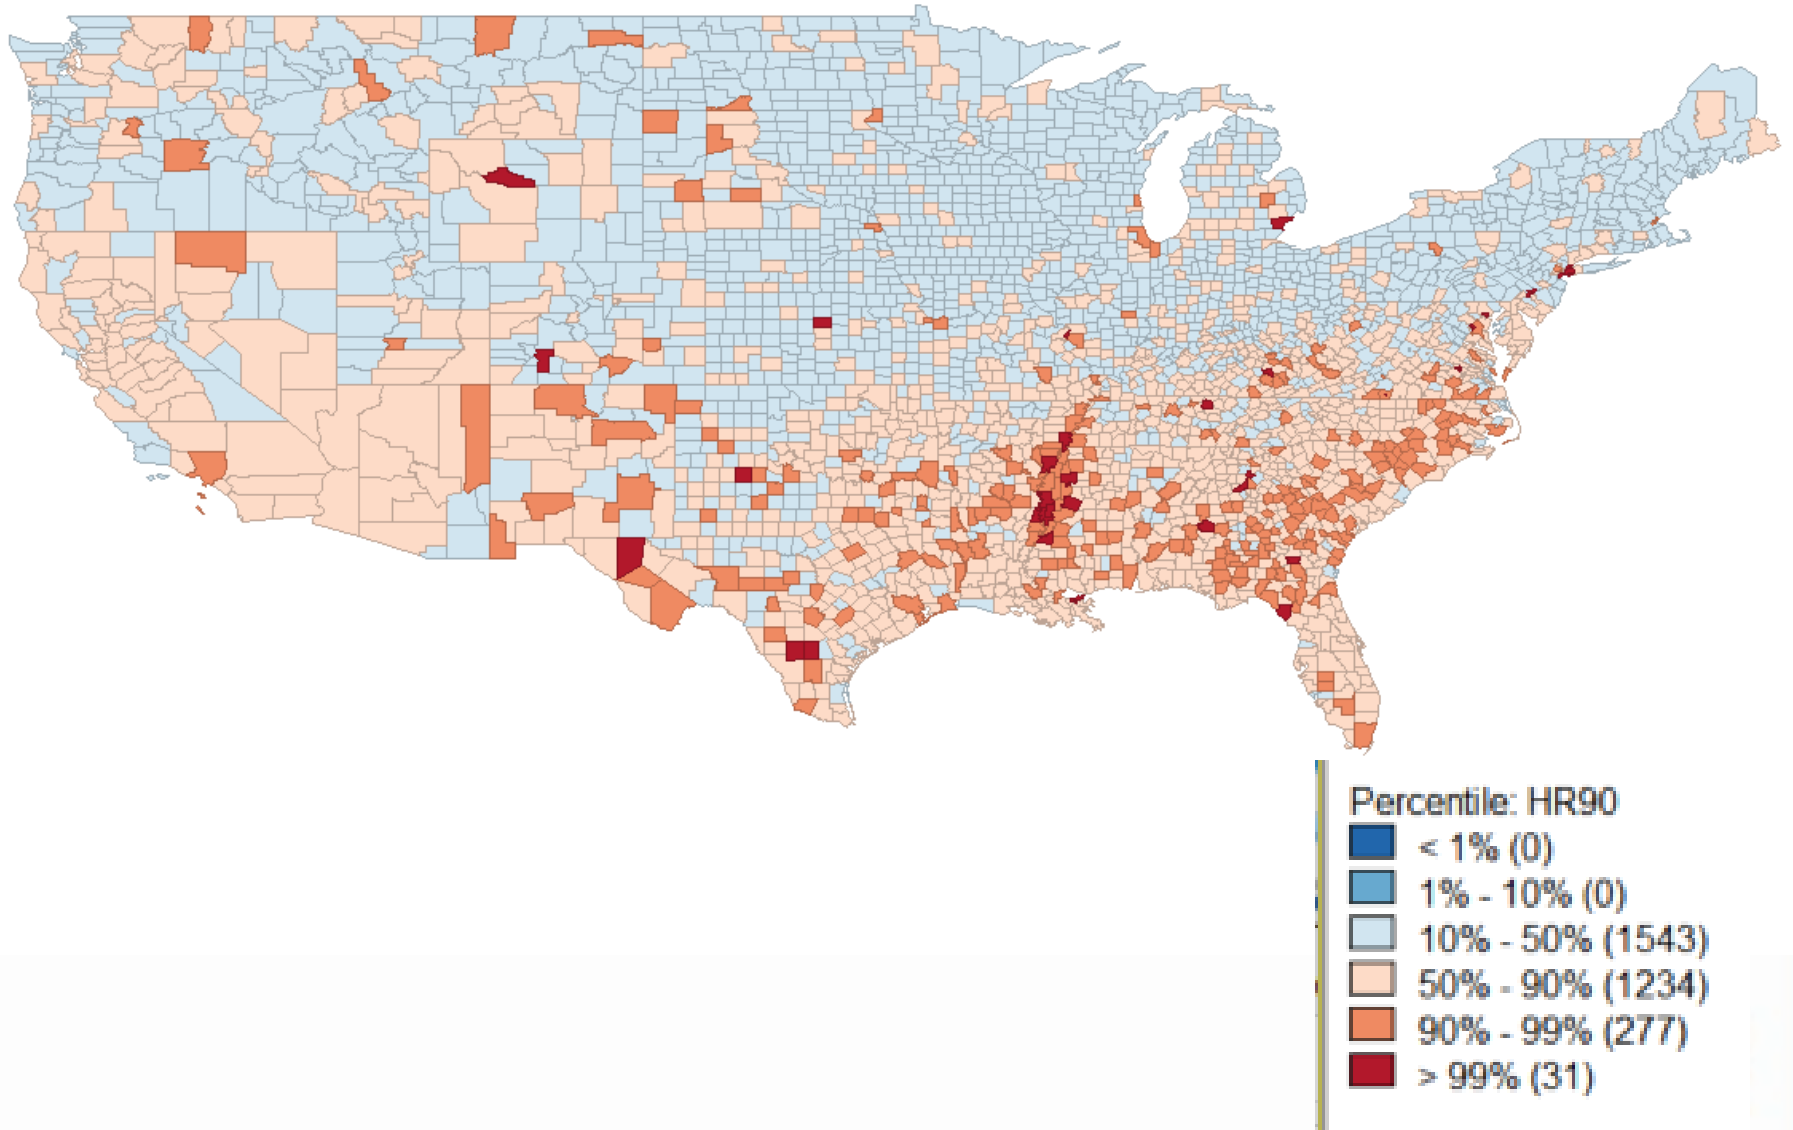 Percentile: HR90
< 1% (0)
1% - 10% (0)
10% - 50% (1543)
50% - 90% (1234)
90% - 99% (277)
> 99% (31)